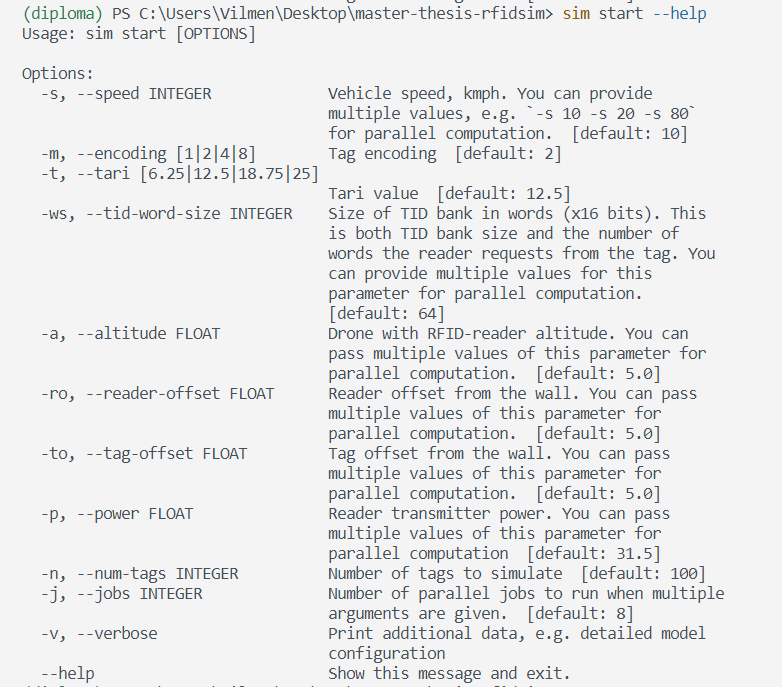 (diploma) PS C:\Users\Vilmen\Desktop\master-thesis-rfidsim> sim start --help
Usage: sim start [OPTIONS]
Options:
-s, --speed INTEGER Vehicle speed, kmph. You can provide
multiple values, e.g. `-s 10 -s 20 -s 80`
for parallel computation. [default: 10]
-m, --encoding [1|2|4|8] Tag encoding [default: 2]
-t, --tari [6.25|12.5|18.75|25]
Tari value [default: 12.5]
-ws, --tid-word-size INTEGER Size of TID bank in words (x16 bits). This
is both TID bank size and the number of
words the reader requests from the tag. You
can provide multiple values for this
parameter for parallel computation.
[default: 64]
-a, --altitude FLOAT Drone with RFID-reader altitude. You can
pass multiple values of this parameter for
parallel computation. [default: 5.0]
-ro, --reader-offset FLOAT Reader offset from the wall. You can pass
multiple values of this parameter for
parallel computation. [default: 5.0]
-to, --tag-offset FLOAT Tag offset from the wall. You can pass
multiple values of this parameter for
parallel computation. [default: 5.0]
-p, --power FLOAT Reader transmitter power. You can pass
multiple values of this parameter for
parallel computation [default: 31.5]
-n, --num-tags INTEGER Number of tags to simulate [default: 100]
-j, --jobs INTEGER Number of parallel jobs to run when multiple
arguments are given. [default: 8]
-v, --verbose Print additional data, e.g. detailed model
configuration
--help Show this message and exit.